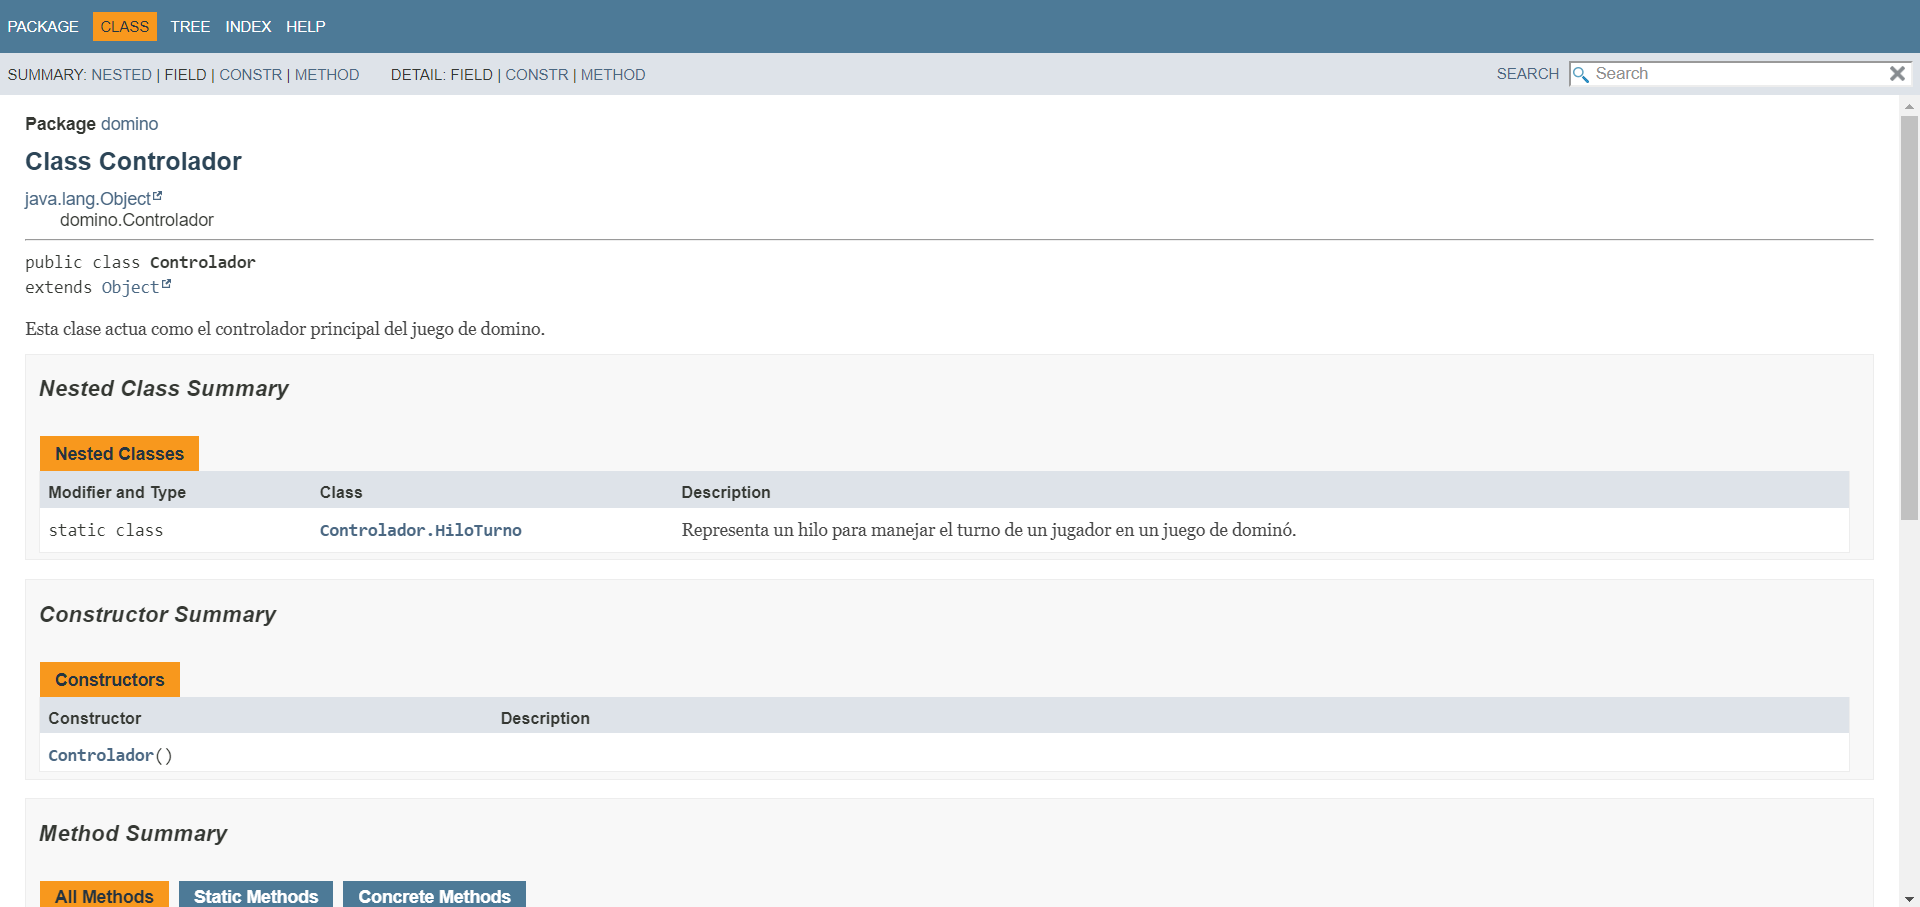 PACKAGE CLASS TREE INDEX HELP
SUMMARY: NESTED | FIELD | CONSTR | METHOD DETAIL: FIELD | CONSTR | METHOD SEARCH Search
Package domino
Class Controlador
java.lang.Object
domino.Controlador
public class Controlador
extends Object
Esta clase actua como el controlador principal del juego de domino.
Nested Class Summary
Nested Classes
Modifier and Type Class Description
static class Controlador.HiloTurno Representa un hilo para manejar el turno de un jugador en un juego de dominó.
Constructor Summary
Constructors
Constructor Description
Controlador()
Method Summary
All Methods Static Methods Concrete Methods